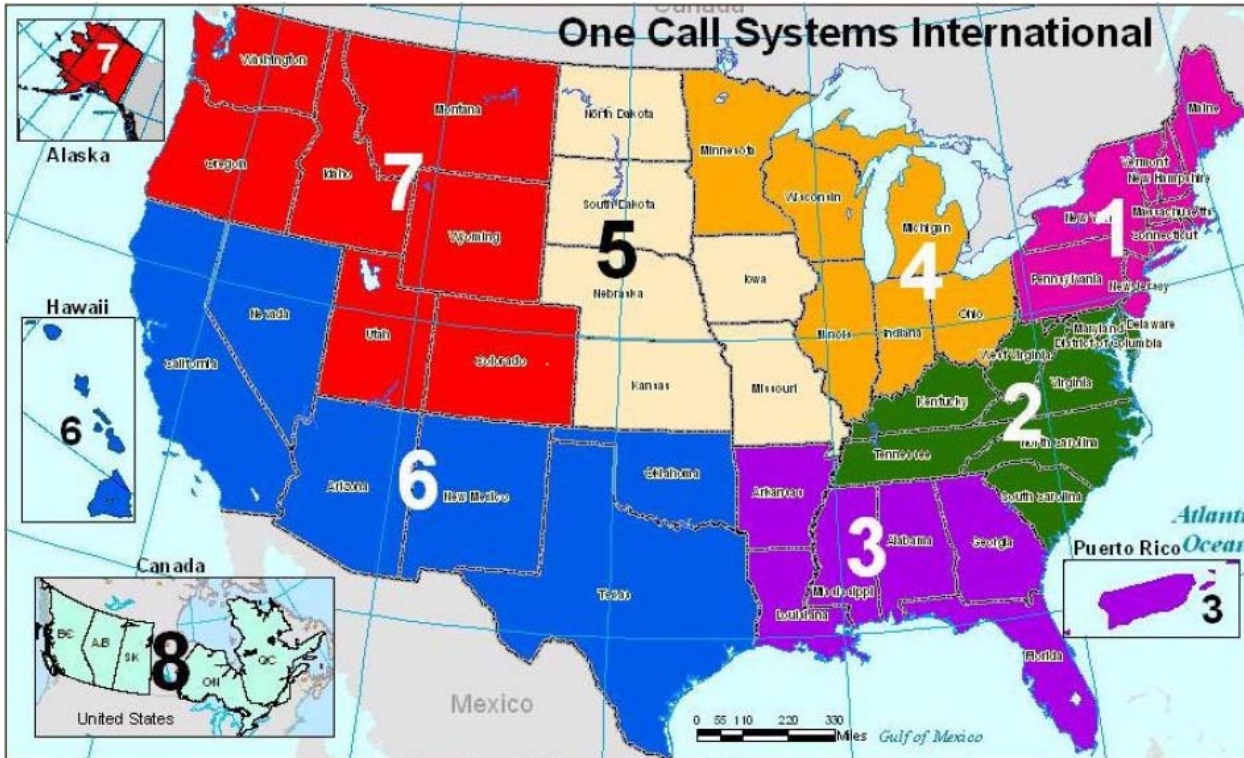 Canada
One Call Systems International
7
Alaska
Washington
Oregon
Idaho
Montana
Wyoming
Utah
Colorado
7
North Dakota
South Dakota
5
Nebraska
Iowa
Kansas
Missouri
Minnesota
Wisconsin
Michigan
4
Illinois
Indiana
Ohio
Maine
Vermont
New Hampshire
1
Massachusetts
Connecticut
Pennsylvania
New Jersey
Maryland
Delaware
District of Columbia
West Virginia
Virginia
Kentucky
2
Tennessee
North Carolina
South Carolina
Hawaii
6
Nevada
California
Arizona
6
New Mexico
Oklahoma
Texas
Arkansas
3
Alabama
Georgia
Mississippi
Louisiana
Florida
Atlanti
Ocean
Puerto Rico
3
Canada
BC
AB
SK
8
ON
QC
United States
Mexico
0 55 110 220 330
Miles
Gulf of Mexico